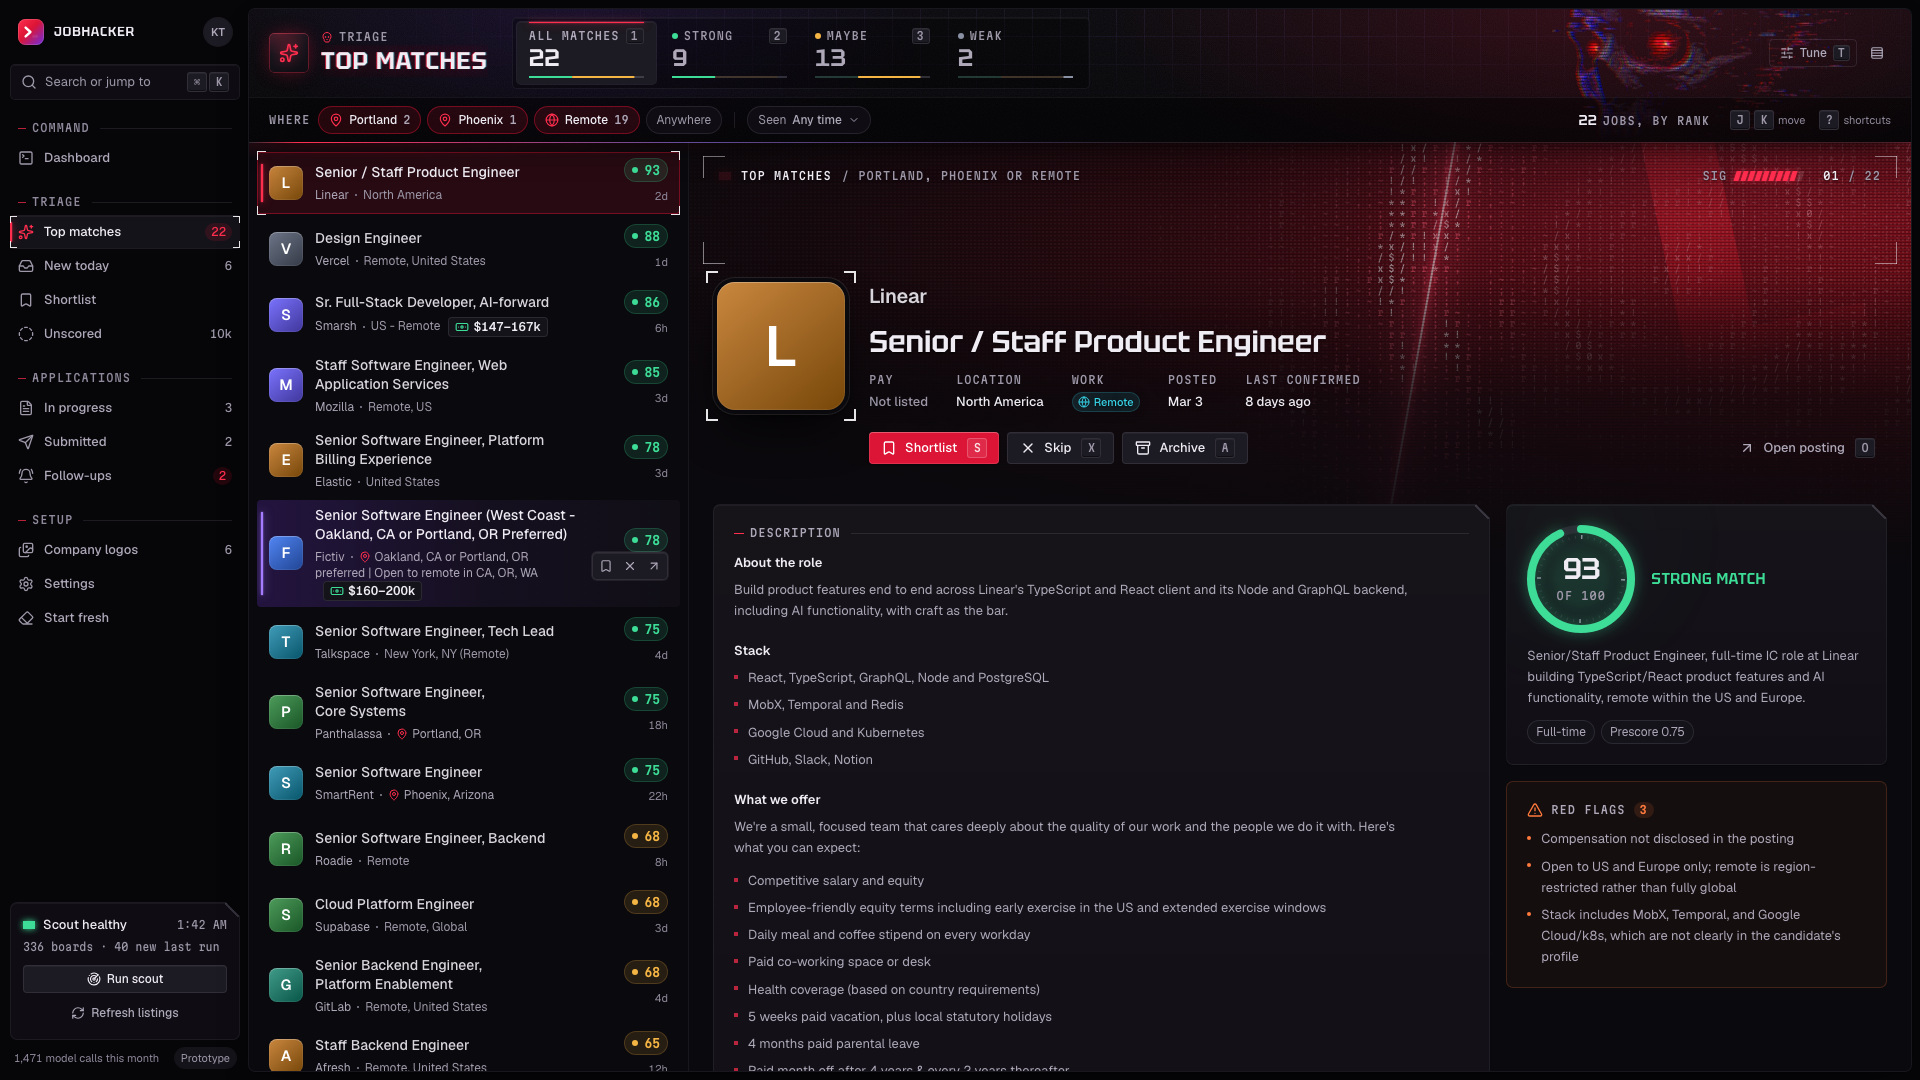 JOBHACKER
KT
Search or jump to
⌘ K
COMMAND
Dashboard
TRIAGE
Top matches 22
New today 6
Shortlist
Unscored 10k
APPLICATIONS
In progress 3
Submitted 2
Follow-ups 2
SETUP
Company logos 6
Settings
Start fresh
Scout healthy 1:42 AM
336 boards · 40 new last run
Run scout
Refresh listings
1,471 model calls this month Prototype
TRIAGE
TOP MATCHES
ALL MATCHES 1
22
STRONG 2
9
MAYBE 3
13
WEAK
2
Tune T
WHERE Portland 2 Phoenix 1 Remote 19 Anywhere Seen Any time
22 JOBS, BY RANK J K move ? shortcuts
L
Senior / Staff Product Engineer 93
Linear · North America 2d
V
Design Engineer 88
Vercel · Remote, United States 1d
S
Sr. Full-Stack Developer, AI-forward 86
Smarsh · US - Remote $147–167k 6h
M
Staff Software Engineer, Web
Application Services 85
Mozilla · Remote, US 3d
E
Senior Software Engineer, Platform
Billing Experience 78
Elastic · United States 3d
F
Senior Software Engineer (West Coast -
Oakland, CA or Portland, OR Preferred) 78
Fictiv · Oakland, CA or Portland, OR
preferred | Open to remote in CA, OR, WA
$160–200k
T
Senior Software Engineer, Tech Lead 75
Talkspace · New York, NY (Remote) 4d
P
Senior Software Engineer,
Core Systems 75
Panthalassa · Portland, OR 18h
S
Senior Software Engineer 75
SmartRent · Phoenix, Arizona 22h
R
Senior Software Engineer, Backend 68
Roadie · Remote 8h
S
Cloud Platform Engineer 68
Supabase · Remote, Global 3d
G
Senior Backend Engineer,
Platform Enablement 68
GitLab · Remote, United States 4d
A
Staff Backend Engineer 65
Afresh · Remote, United States 12h
TOP MATCHES / PORTLAND, PHOENIX OR REMOTE
SIG 01 / 22
L
Linear
Senior / Staff Product Engineer
PAY LOCATION WORK POSTED LAST CONFIRMED
Not listed North America Remote Mar 3 8 days ago
Shortlist S Skip X Archive A Open posting O
DESCRIPTION
About the role
Build product features end to end across Linear's TypeScript and React client and its Node and GraphQL backend,
including AI functionality, with craft as the bar.
Stack
React, TypeScript, GraphQL, Node and PostgreSQL
MobX, Temporal and Redis
Google Cloud and Kubernetes
GitHub, Slack, Notion
What we offer
We're a small, focused team that cares deeply about the quality of our work and the people we do it with. Here's
what you can expect:
Competitive salary and equity
Employee-friendly equity terms including early exercise in the US and extended exercise windows
Daily meal and coffee stipend on every workday
Paid co-working space or desk
Health coverage (based on country requirements)
5 weeks paid vacation, plus local statutory holidays
4 months paid parental leave
Paid month off after 4 years & every 2 years thereafter
93
OF 100
STRONG MATCH
Senior/Staff Product Engineer, full-time IC role at Linear
building TypeScript/React product features and AI
functionality, remote within the US and Europe.
Full-time Prescore 0.75
RED FLAGS 3
Compensation not disclosed in the posting
Open to US and Europe only; remote is region-
restricted rather than fully global
Stack includes MobX, Temporal, and Google
Cloud/k8s, which are not clearly in the candidate's
profile